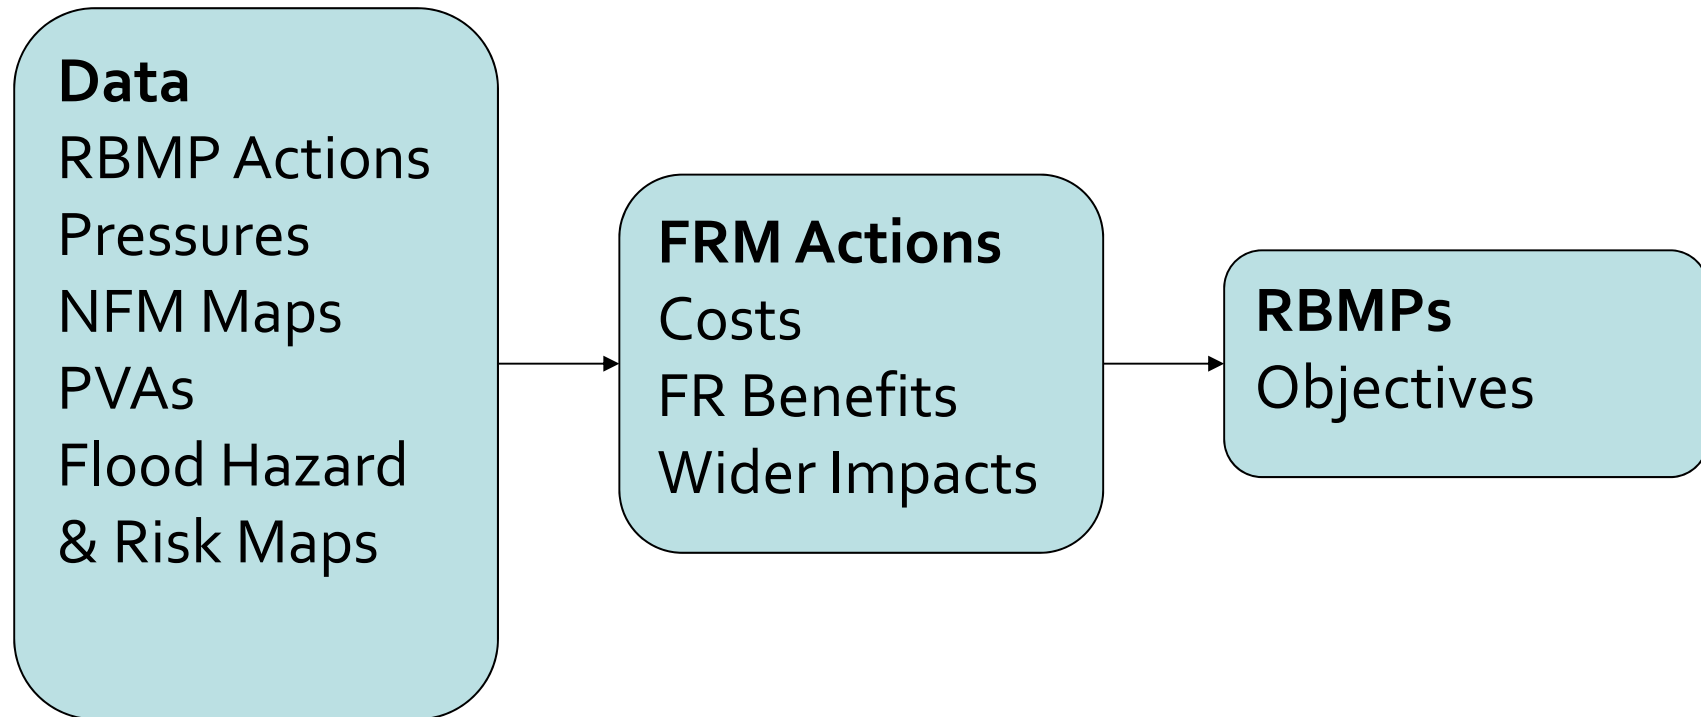 Data
RBMP Actions
Pressures
NFM Maps
PVAs
Flood Hazard
& Risk Maps
FRM Actions
Costs
FR Benefits
Wider Impacts
RBMPs
Objectives